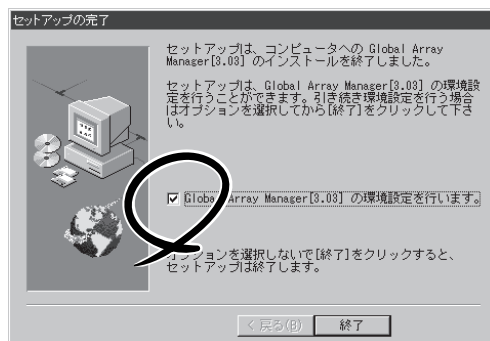 セットアップの完了
セットアップは、コンピュータへの Global Array
Manager[3.03] のインストールを終了しました。
セットアップは、Global Array Manager[3.03] の環境設
定を行うことができます。引き続き環境設定を行う場合
はオプションを選択してから[終了]をクリックして下さ
い。
Global Array Manager[3.03] の環境設定を行います。
オプションを選択しないで[終了]をクリックすると、
セットアップは終了します。
< 戻る(B)
終了